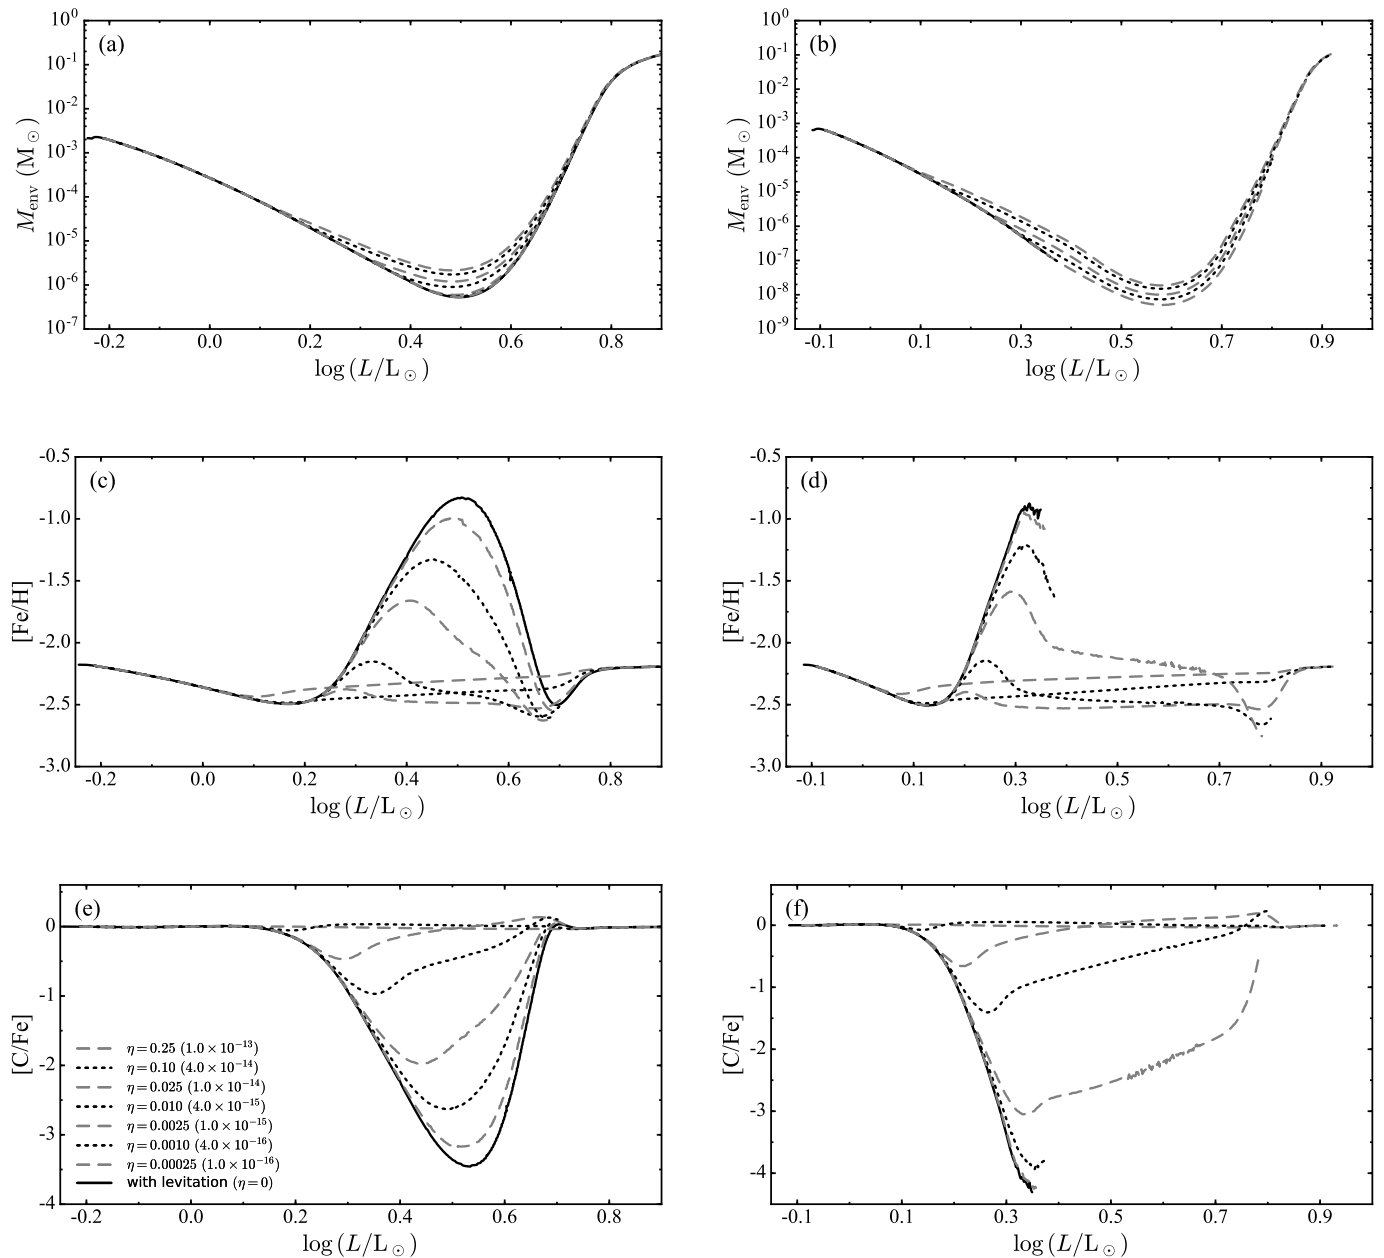 (a)
10⁰
10⁻¹
10⁻²
10⁻³
10⁻⁴
10⁻⁵
10⁻⁶
10⁻⁷
M_env (M⊙)
-0.2 0.0 0.2 0.4 0.6 0.8
log (L/L⊙)
(b)
10⁰
10⁻¹
10⁻²
10⁻³
10⁻⁴
10⁻⁵
10⁻⁶
10⁻⁷
10⁻⁸
10⁻⁹
M_env (M⊙)
-0.1 0.1 0.3 0.5 0.7 0.9
log (L/L⊙)
(c)
-0.5
-1.0
-1.5
-2.0
-2.5
-3.0
[Fe/H]
-0.2 0.0 0.2 0.4 0.6 0.8
log (L/L⊙)
(d)
-0.5
-1.0
-1.5
-2.0
-2.5
-3.0
[Fe/H]
-0.1 0.1 0.3 0.5 0.7 0.9
log (L/L⊙)
(e)
0
-1
-2
-3
-4
[C/Fe]
η = 0.25 (1.0 × 10⁻¹³)
η = 0.10 (4.0 × 10⁻¹⁴)
η = 0.025 (1.0 × 10⁻¹⁴)
η = 0.010 (4.0 × 10⁻¹⁵)
η = 0.0025 (1.0 × 10⁻¹⁵)
η = 0.0010 (4.0 × 10⁻¹⁶)
η = 0.00025 (1.0 × 10⁻¹⁶)
with levitation (η = 0)
-0.2 0.0 0.2 0.4 0.6 0.8
log (L/L⊙)
(f)
0
-1
-2
-3
-4
[C/Fe]
-0.1 0.1 0.3 0.5 0.7 0.9
log (L/L⊙)